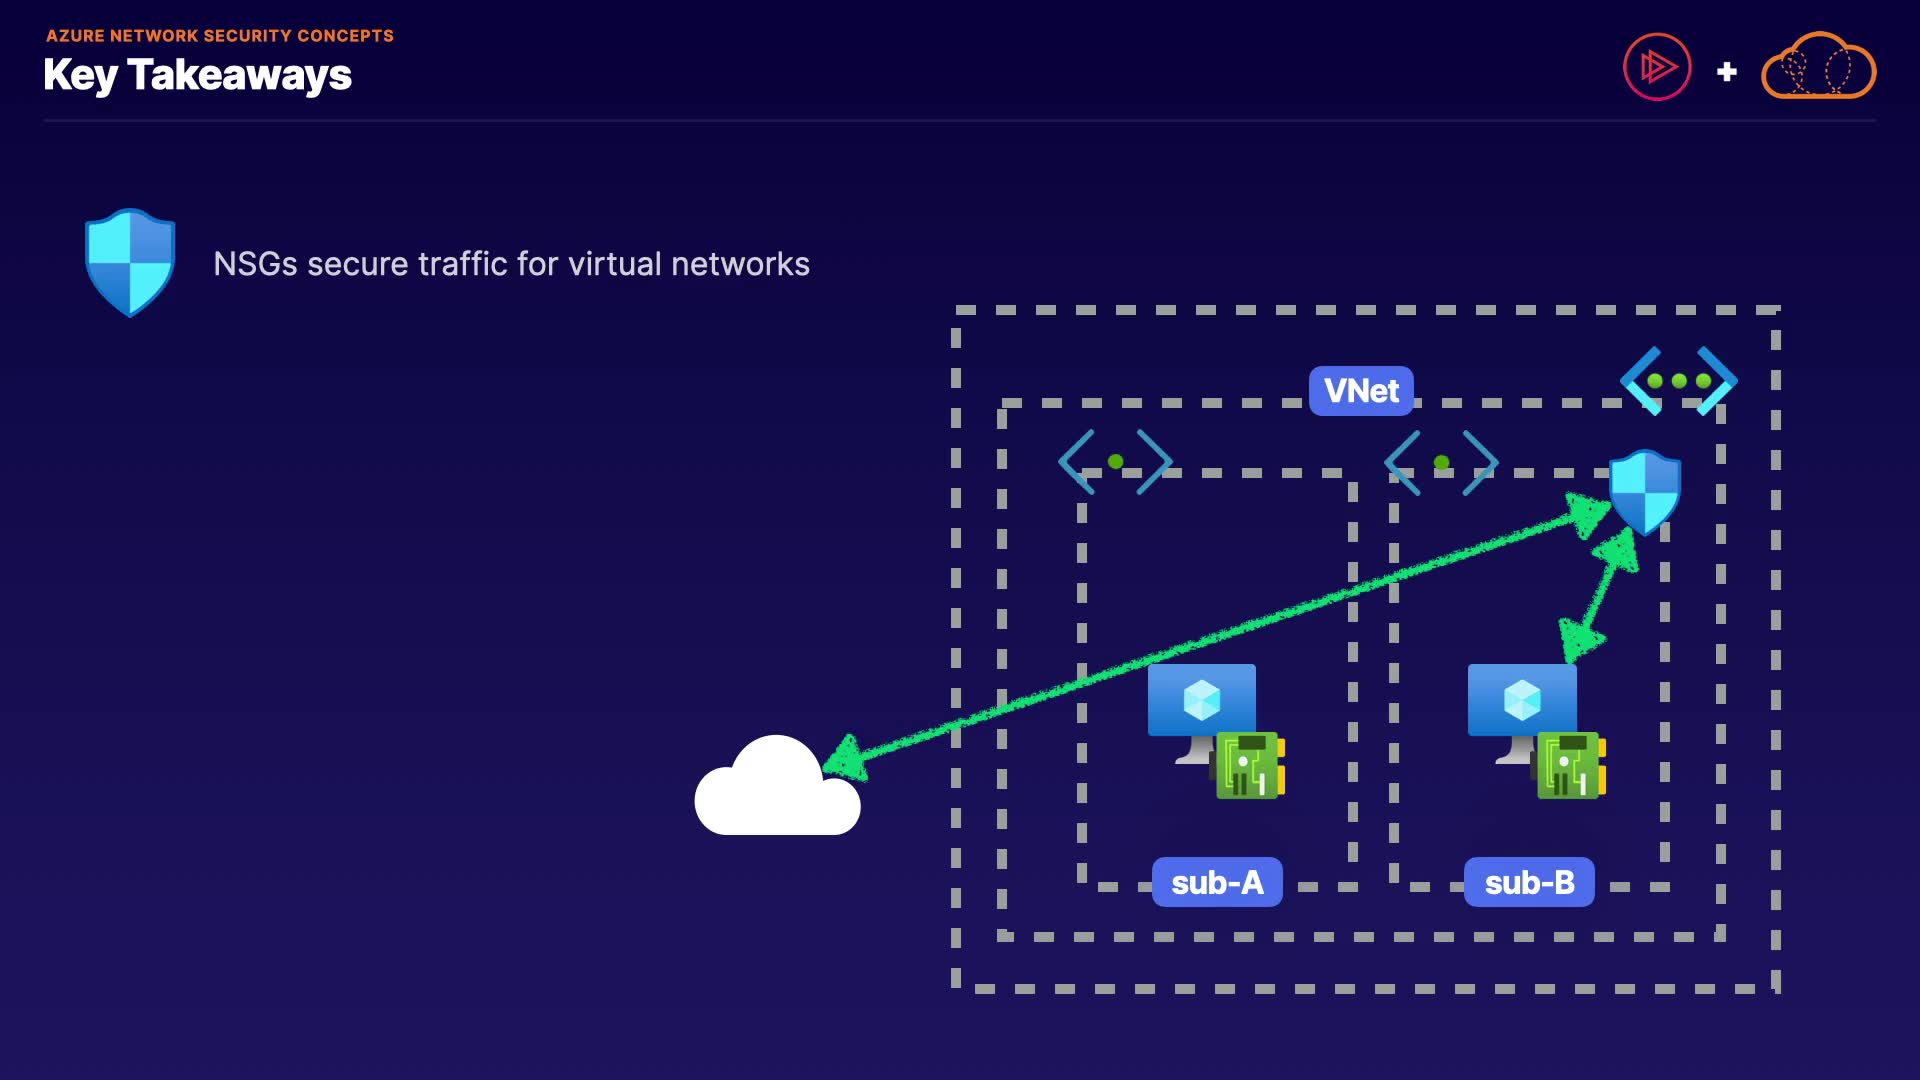 AZURE NETWORK SECURITY CONCEPTS
Key Takeaways
+
NSGs secure traffic for virtual networks
VNet
sub-A
sub-B